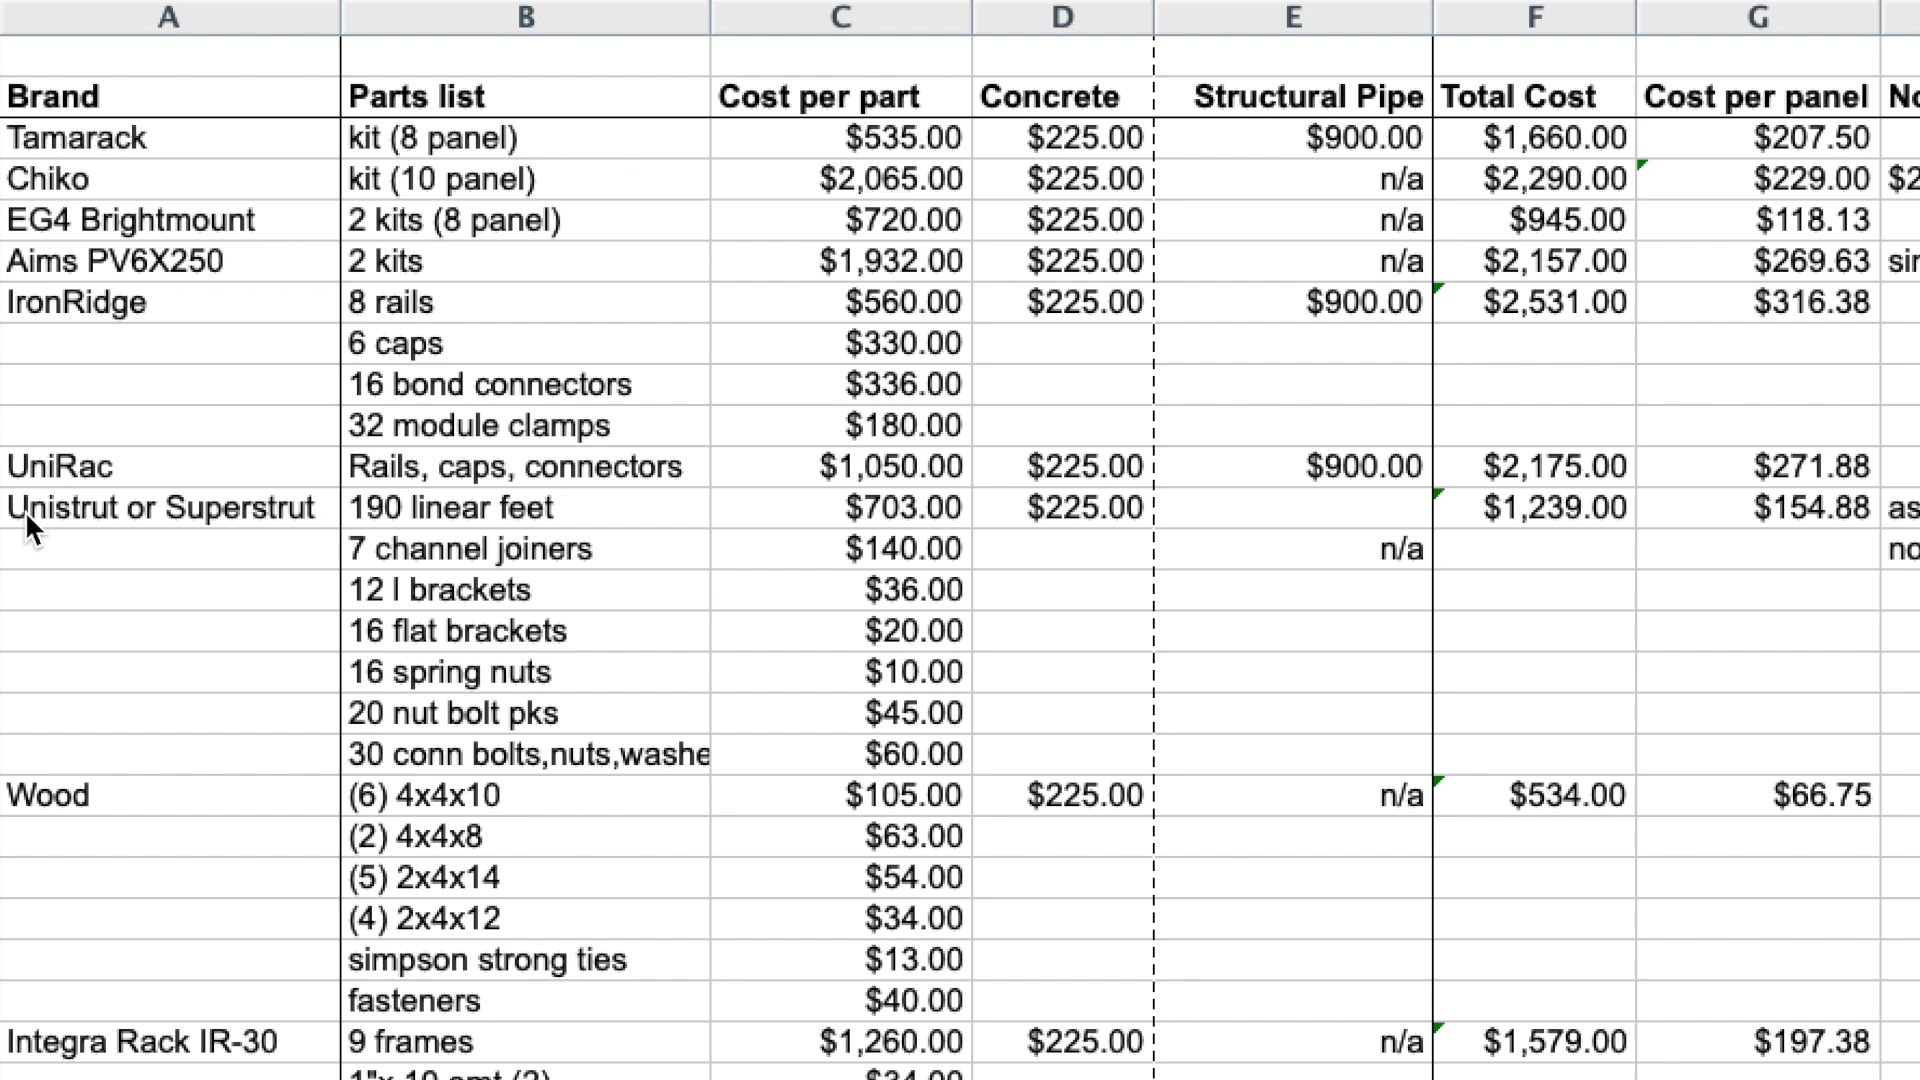 A B C D E F G
Brand Parts list Cost per part Concrete Structural Pipe Total Cost Cost per panel
Tamarack kit (8 panel) $535.00 $225.00 $900.00 $1,660.00 $207.50
Chiko kit (10 panel) $2,065.00 $225.00 n/a $2,290.00 $229.00 $2
EG4 Brightmount 2 kits (8 panel) $720.00 $225.00 n/a $945.00 $118.13
Aims PV6X250 2 kits $1,932.00 $225.00 n/a $2,157.00 $269.63
IronRidge 8 rails $560.00 $225.00 $900.00 $2,531.00 $316.38
6 caps $330.00
16 bond connectors $336.00
32 module clamps $180.00
UniRac Rails, caps, connectors $1,050.00 $225.00 $900.00 $2,175.00 $271.88
Unistrut or Superstrut 190 linear feet $703.00 $225.00 $1,239.00 $154.88 as
7 channel joiners $140.00 n/a
12 l brackets $36.00
16 flat brackets $20.00
16 spring nuts $10.00
20 nut bolt pks $45.00
30 conn bolts,nuts,washe $60.00
Wood (6) 4x4x10 $105.00 $225.00 n/a $534.00 $66.75
(2) 4x4x8 $63.00
(5) 2x4x14 $54.00
(4) 2x4x12 $34.00
simpson strong ties $13.00
fasteners $40.00
Integra Rack IR-30 9 frames $1,260.00 $225.00 n/a $1,579.00 $197.38